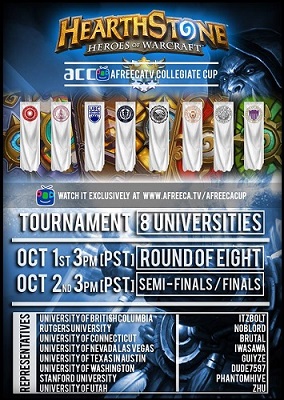 HEARTHSTONE
HEROES OF WARCRAFT
acc AFREECATV COLLEGIATE CUP
UBC
WATCH IT EXCLUSIVELY AT WWW.AFREECA.TV/AFREECACUP
TOURNAMENT 8 UNIVERSITIES
OCT 1ST 3PM [PST] ROUND OF EIGHT
OCT 2ND 3PM [PST] SEMI-FINALS / FINALS
REPRESENTATIVES
UNIVERSITY OF BRITISH COLUMBIA ITZBOLT
RUTGERS UNIVERSITY NOBLORD
UNIVERSITY OF CONNECTICUT BRUTAL
UNIVERSITY OF NEVADA LAS VEGAS IWASAWA
UNIVERSITY OF TEXAS IN AUSTIN GUIYZE
UNIVERSITY OF WASHINGTON DUDE7597
STANFORD UNIVERSITY PHANTOMHIVE
UNIVERSITY OF UTAH ZHU